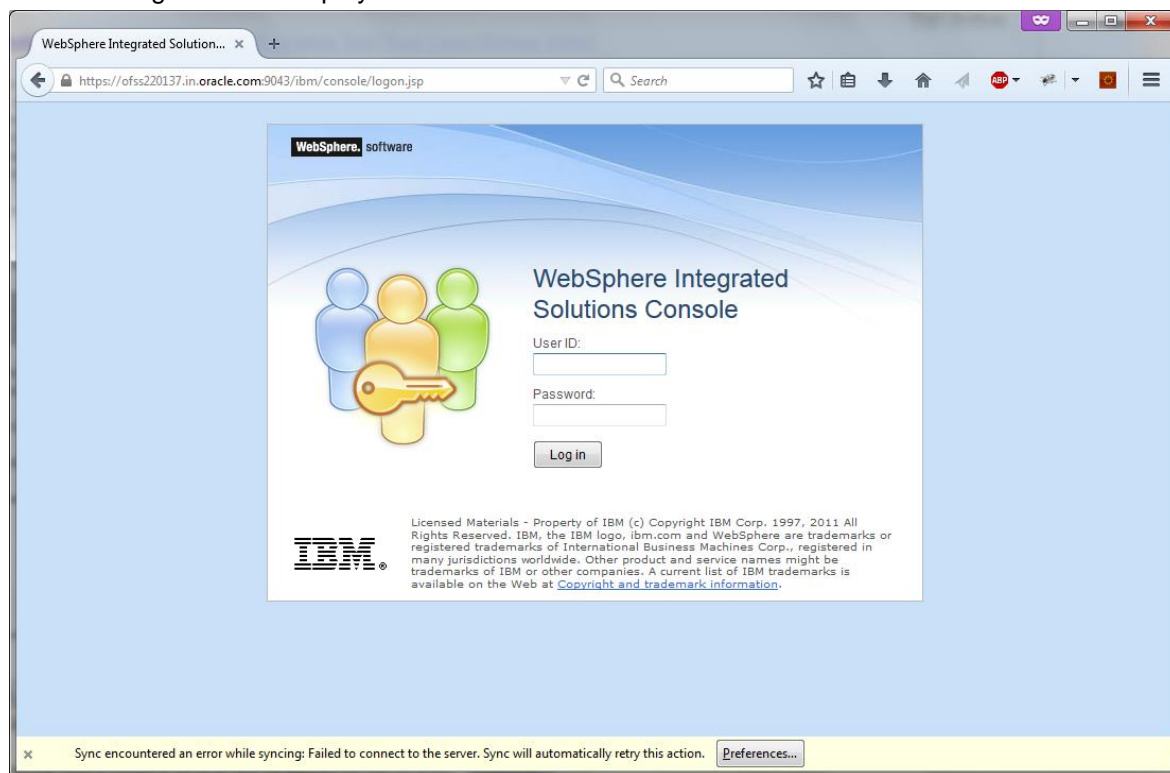 WebSphere Integrated Solution... × +
https://ofss220137.in.oracle.com:9043/ibm/console/logon.jsp Search ABP
WebSphere. software
WebSphere Integrated
Solutions Console
User ID:
Password:
Log in
Licensed Materials - Property of IBM (c) Copyright IBM Corp. 1997, 2011 All
Rights Reserved. IBM, the IBM logo, ibm.com and WebSphere are trademarks or
registered trademarks of International Business Machines Corp., registered in
many jurisdictions worldwide. Other product and service names might be
trademarks of IBM or other companies. A current list of IBM trademarks is
available on the Web at Copyright and trademark information.
IBM®
× Sync encountered an error while syncing: Failed to connect to the server. Sync will automatically retry this action. Preferences...